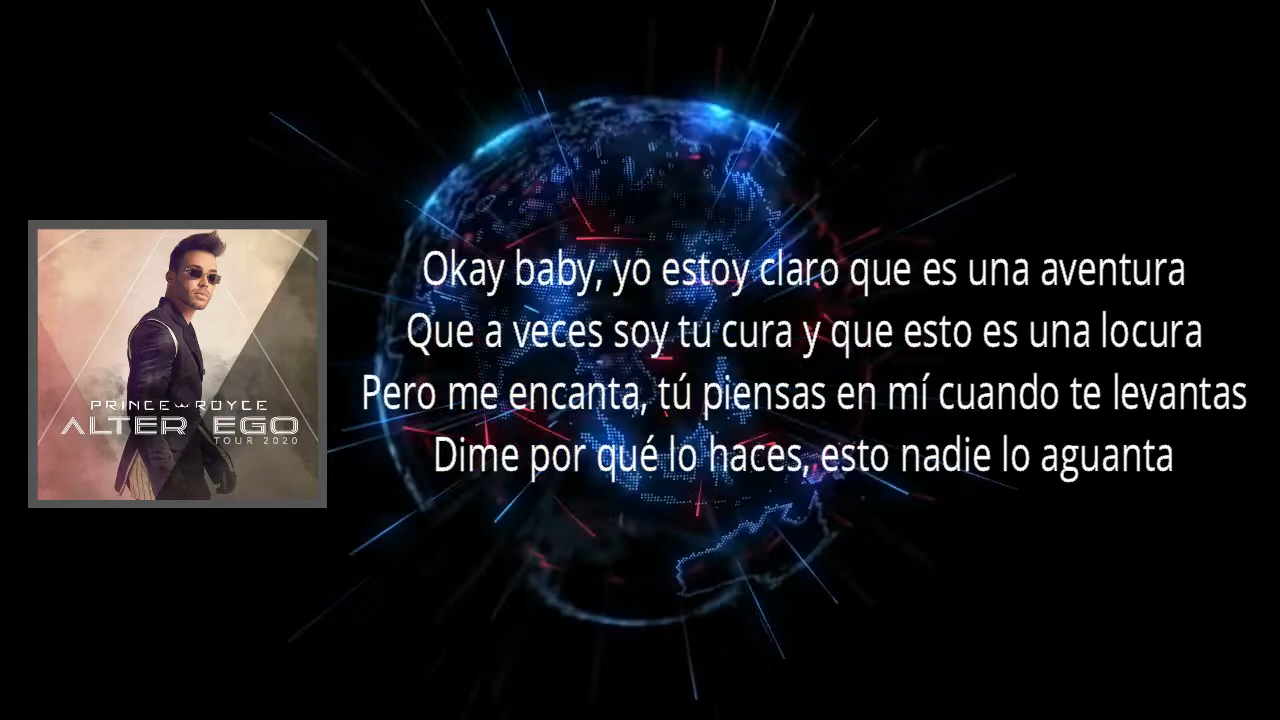 PRINCE ROYCE
ALTER EGO
TOUR 2020
Okay baby, yo estoy claro que es una aventura
Que a veces soy tu cura y que esto es una locura
Pero me encanta, tú piensas en mí cuando te levantas
Dime por qué lo haces, esto nadie lo aguanta